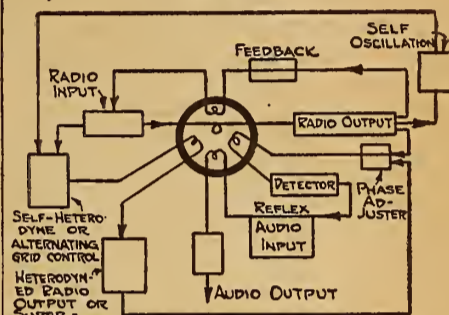 SELF
OSCILLATION
FEEDBACK
RADIO
INPUT
RADIO OUTPUT
DETECTOR
PHASE
AD-
JUSTER
REFLEX
AUDIO
INPUT
SELF-HETERO-
DYNE OR
ALTERNATING
GRID CONTROL
HETERODYN-
ED RADIO
OUTPUT OR
AUDIO OUTPUT